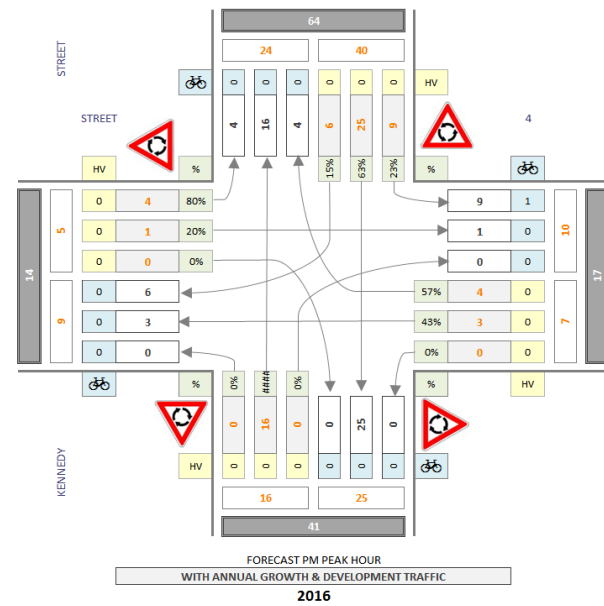 64
24 40
STREET
0 0 0 0 0 0 HV
STREET
4 16 4 6 25 9
4
HV % 15% 63% 23% %
0 4 80% 9 1
0 1 20% 1 0
0 0 0% 0 0
14 5 10 17
0 6 57% 4 0
0 3 43% 3 0
0 0 0% 0 0
9 7
% 0% #### 0% % HV
0 16 0 0 25 0
KENNEDY
HV 0 0 0 0 0 0
16 25
41
FORECAST PM PEAK HOUR
WITH ANNUAL GROWTH & DEVELOPMENT TRAFFIC
2016